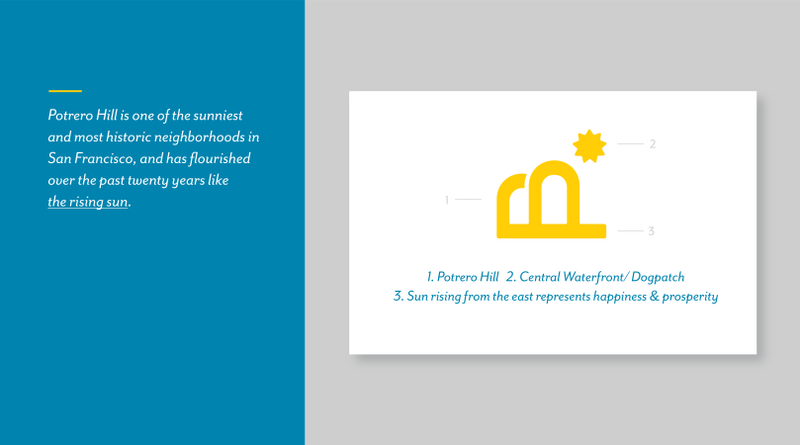 Potrero Hill is one of the sunniest
and most historic neighborhoods in
San Francisco, and has flourished
over the past twenty years like
the rising sun.
2
1
3
1. Potrero Hill 2. Central Waterfront/ Dogpatch
3. Sun rising from the east represents happiness & prosperity